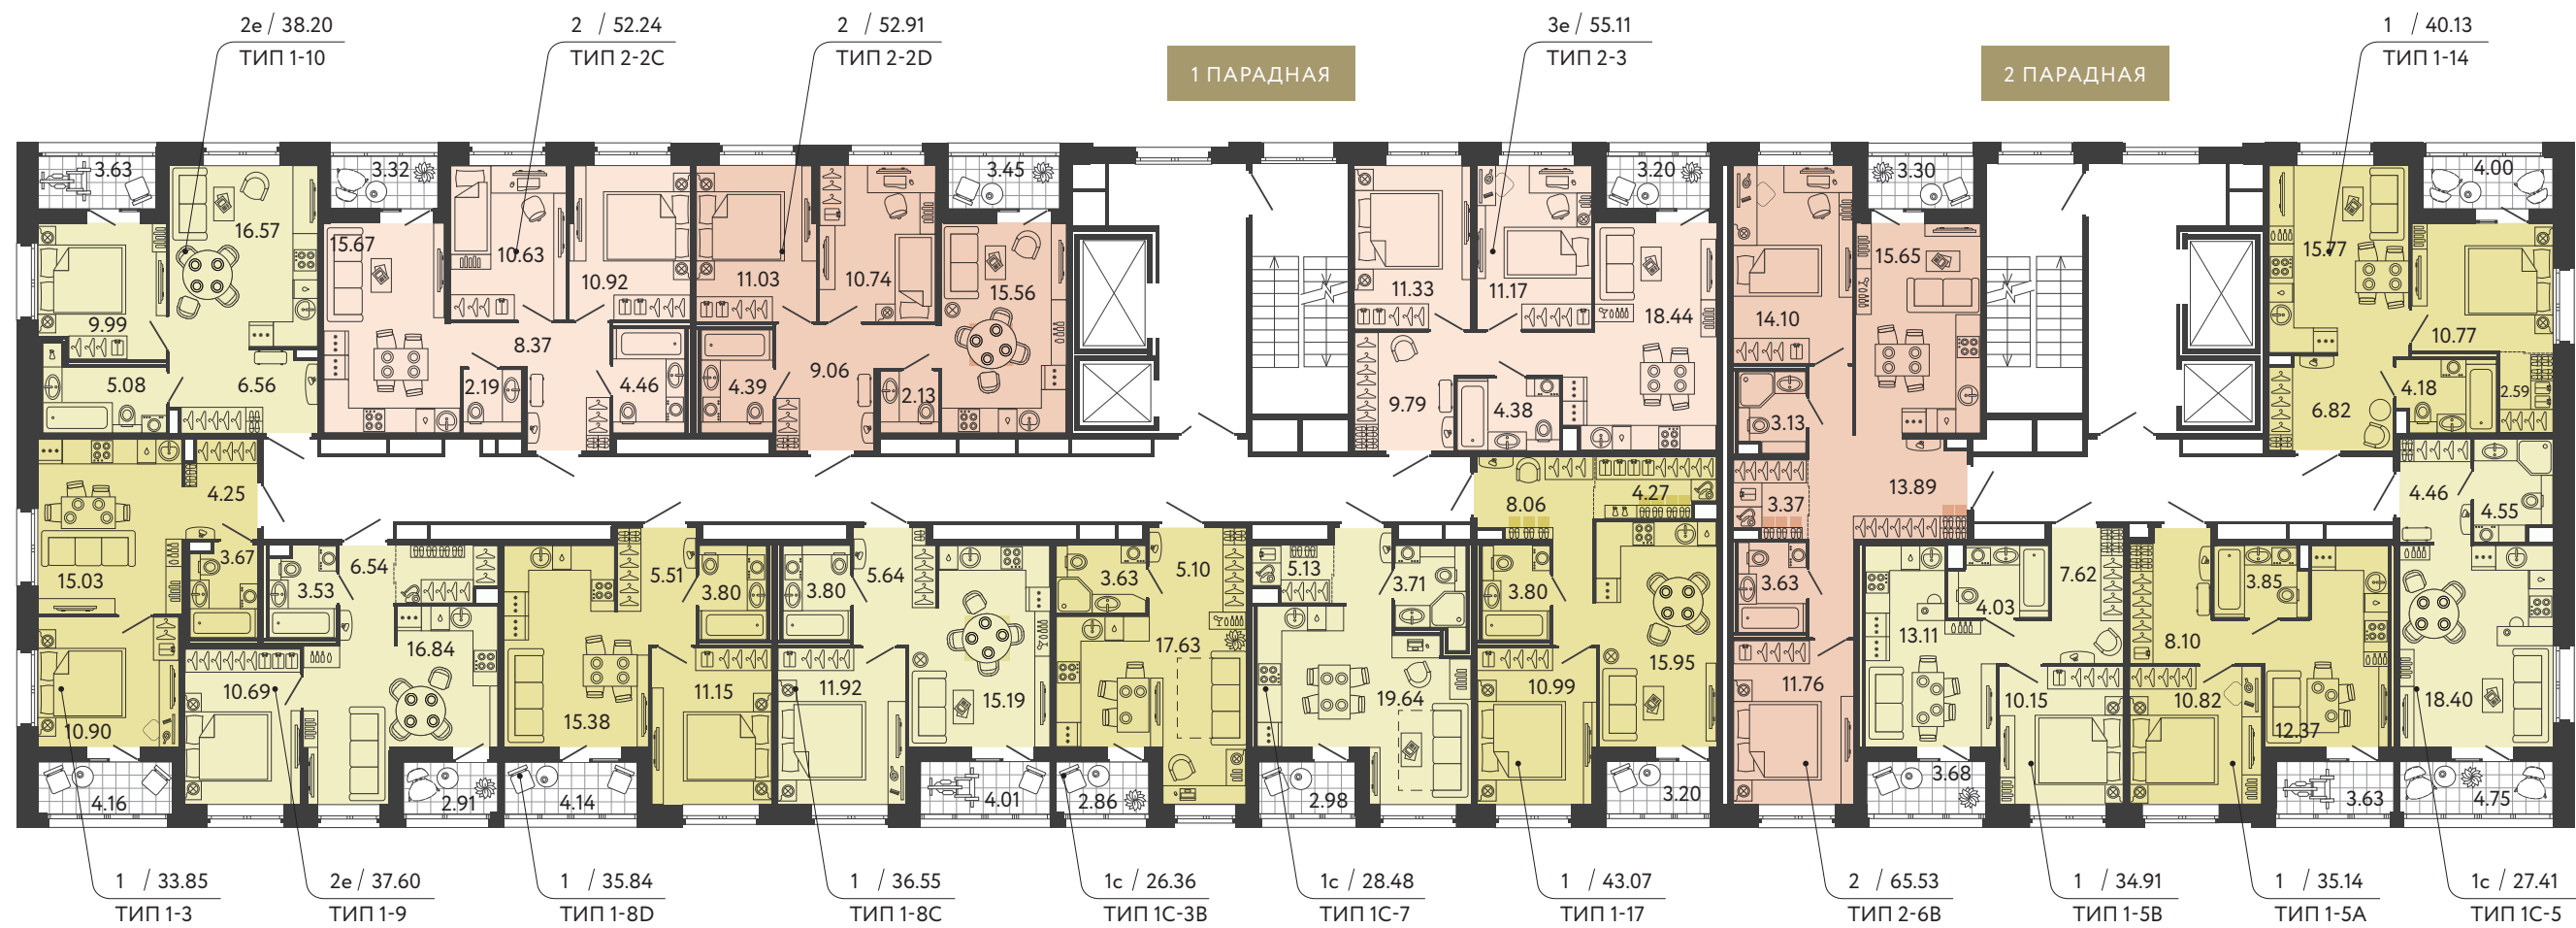 2е / 38.20
ТИП 1-10
2 / 52.24
ТИП 2-2C
2 / 52.91
ТИП 2-2D
1 ПАРАДНАЯ
3е / 55.11
ТИП 2-3
2 ПАРАДНАЯ
1 / 40.13
ТИП 1-14
3.63
16.57
9.99
5.08
6.56
3.32
15.67
10.63
10.92
8.37
2.19
4.46
11.03
10.74
3.45
15.56
4.39
9.06
2.13
11.33
11.17
3.20
18.44
9.79
4.38
14.10
3.30
15.65
3.13
3.37
13.89
3.63
11.76
15.77
4.00
10.77
6.82
4.18
2.59
4.25
15.03
3.67
10.90
4.16
3.53
6.54
16.84
10.69
2.91
5.51
3.80
15.38
11.15
4.14
3.80
5.64
11.92
15.19
4.01
3.63
5.10
17.63
2.86
5.13
3.71
19.64
2.98
8.06
4.27
3.80
15.95
10.99
3.20
13.11
4.03
7.62
10.15
3.68
3.85
8.10
10.82
12.37
3.63
4.46
4.55
18.40
4.75
1 / 33.85
ТИП 1-3
2е / 37.60
ТИП 1-9
1 / 35.84
ТИП 1-8D
1 / 36.55
ТИП 1-8C
1с / 26.36
ТИП 1С-3B
1с / 28.48
ТИП 1С-7
1 / 43.07
ТИП 1-17
2 / 65.53
ТИП 2-6B
1 / 34.91
ТИП 1-5B
1 / 35.14
ТИП 1-5A
1с / 27.41
ТИП 1С-5